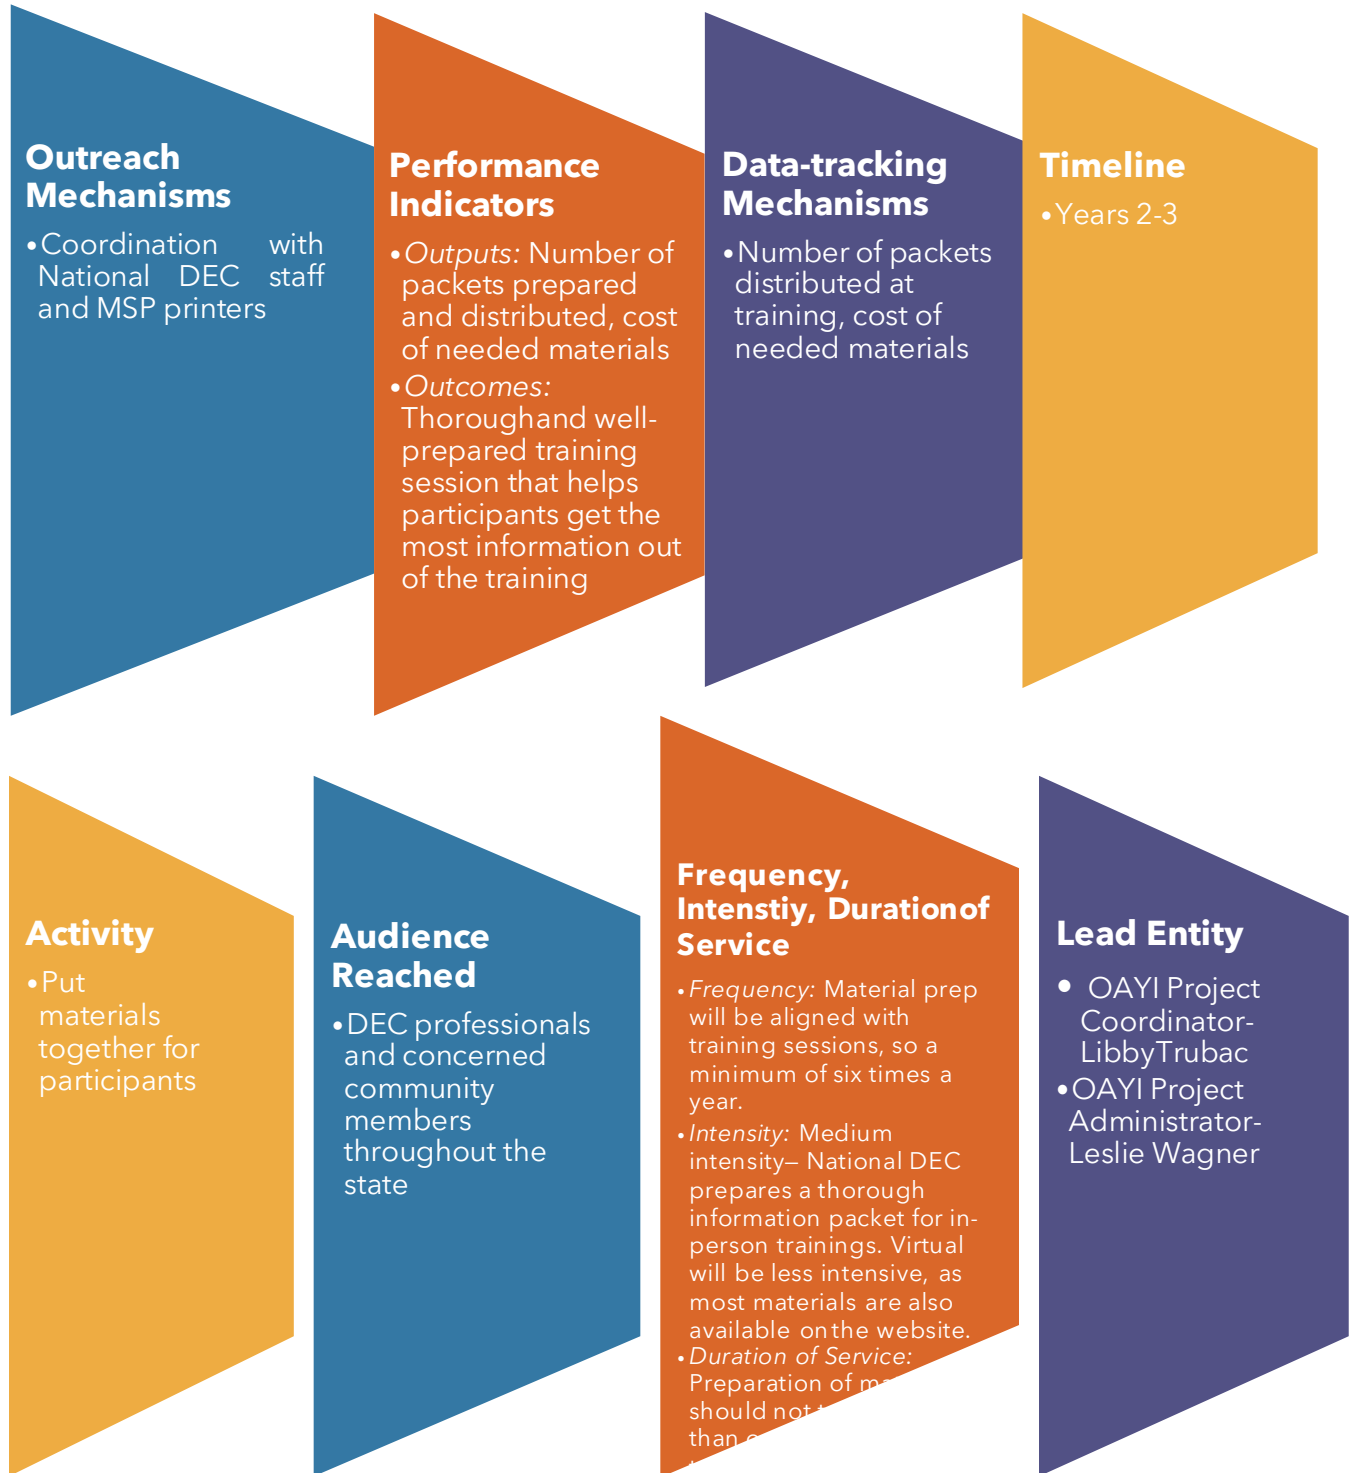 Outreach
Mechanisms
•Coordination with
National DEC staff
and MSP printers
Performance
Indicators
•Outputs: Number of
packets prepared
and distributed, cost
of needed materials
•Outcomes:
Thoroughand well-
prepared training
session that helps
participants get the
most information out
of the training
Data-tracking
Mechanisms
•Number of packets
distributed at
training, cost of
needed materials
Timeline
•Years 2-3
Activity
•Put
materials
together for
participants
Audience
Reached
•DEC professionals
and concerned
community
members
throughout the
state
Frequency,
Intenstiy, Durationof
Service
•Frequency: Material prep
will be aligned with
training sessions, so a
minimum of six times a
year.
•Intensity: Medium
intensity– National DEC
prepares a thorough
information packet for in-
person trainings. Virtual
will be less intensive, as
most materials are also
available onthe website.
•Duration of Service:
Preparation of
should not
than
Lead Entity
• OAYI Project
Coordinator-
LibbyTrubac
•OAYI Project
Administrator-
Leslie Wagner